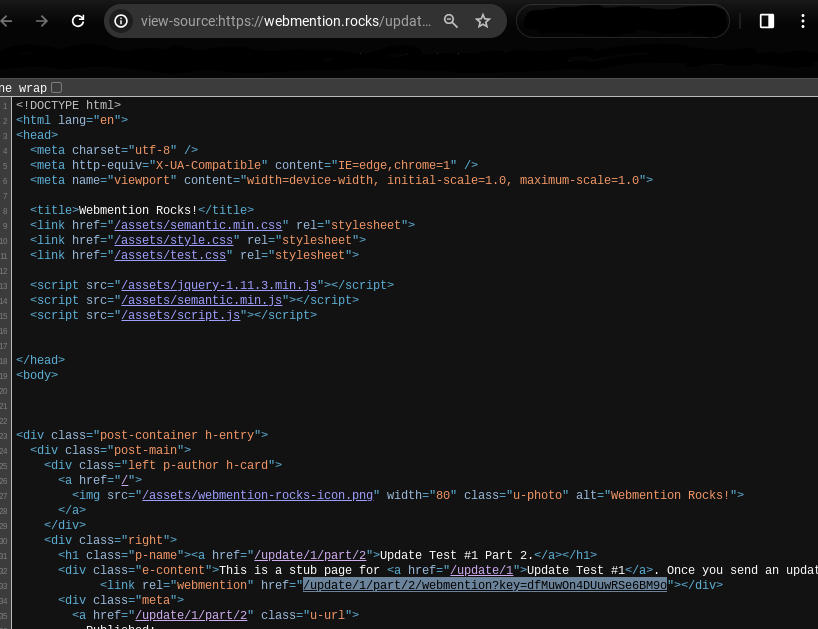 view-source:https://webmention.rocks/updat...
ne wrap
1 <!DOCTYPE html>
2 <html lang="en">
3 <head>
4 <meta charset="utf-8" />
5 <meta http-equiv="X-UA-Compatible" content="IE=edge,chrome=1" />
6 <meta name="viewport" content="width=device-width, initial-scale=1.0, maximum-scale=1.0">
7
8 <title>Webmention Rocks!</title>
9 <link href="/assets/semantic.min.css" rel="stylesheet">
10 <link href="/assets/style.css" rel="stylesheet">
11 <link href="/assets/test.css" rel="stylesheet">
12
13 <script src="/assets/jquery-1.11.3.min.js"></script>
14 <script src="/assets/semantic.min.js"></script>
15 <script src="/assets/script.js"></script>
16
17
18 </head>
19 <body>
20
21
22
23 <div class="post-container h-entry">
24 <div class="post-main">
25 <div class="left p-author h-card">
26 <a href="/">
27 <img src="/assets/webmention-rocks-icon.png" width="80" class="u-photo" alt="Webmention Rocks!">
28 </a>
29 </div>
30 <div class="right">
31 <h1 class="p-name"><a href="/update/1/part/2">Update Test #1 Part 2.</a></h1>
32 <div class="e-content">This is a stub page for <a href="/update/1">Update Test #1</a>. Once you send an updat
33 <link rel="webmention" href="/update/1/part/2/webmention?key=dfMuwOn4DUuwRSe6BM9o"></div>
34 <div class="meta">
35 <a href="/update/1/part/2" class="u-url">
Published: